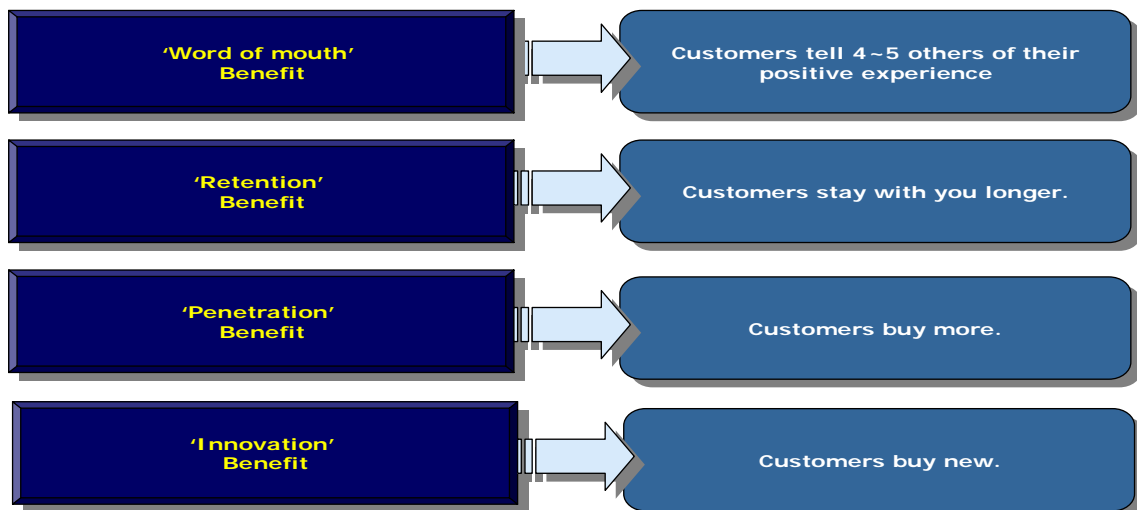 ‘Word of mouth’
Benefit
Customers tell 4~5 others of their
positive experience
‘Retention’
Benefit
Customers stay with you longer.
‘Penetration’
Benefit
Customers buy more.
‘Innovation’
Benefit
Customers buy new.